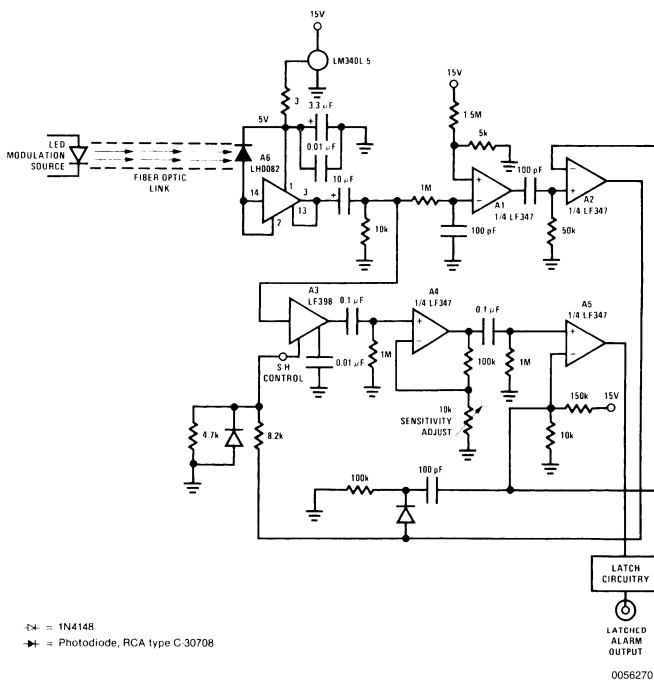 15V
LM340L 5
3
5V
3.3 μF
+
0.01 μF
10 μF
+
LED
MODULATION
SOURCE
FIBER OPTIC
LINK
A6
LH0082
14
1
3
13
2
10k
1M
100 pF
15V
1.5M
5k
+
−
A1
1/4 LF347
100 pF
50k
−
+
A2
1/4 LF347
A3
LF398
0.1 μF
0.01 μF
1M
S H
CONTROL
4.7k
8.2k
A4
1/4 LF347
+
−
0.1 μF
100k
1M
10k
SENSITIVITY
ADJUST
A5
1/4 LF347
+
−
150k
15V
10k
100k
100 pF
LATCH
CIRCUITRY
LATCHED
ALARM
OUTPUT
= 1N4148
= Photodiode, RCA type C-30708
0056270